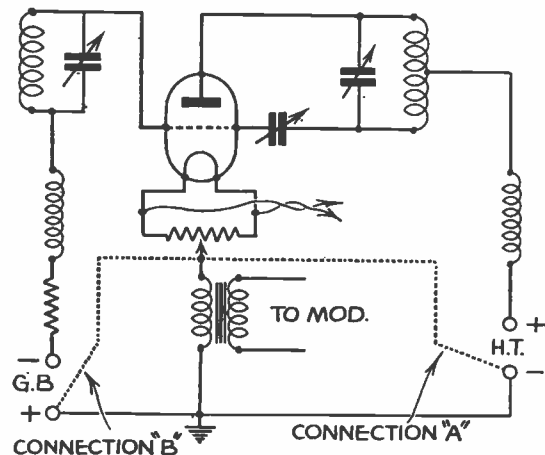 TO MOD.
+
H.T.
-
-
G.B
+
CONNECTION "B"
CONNECTION "A"